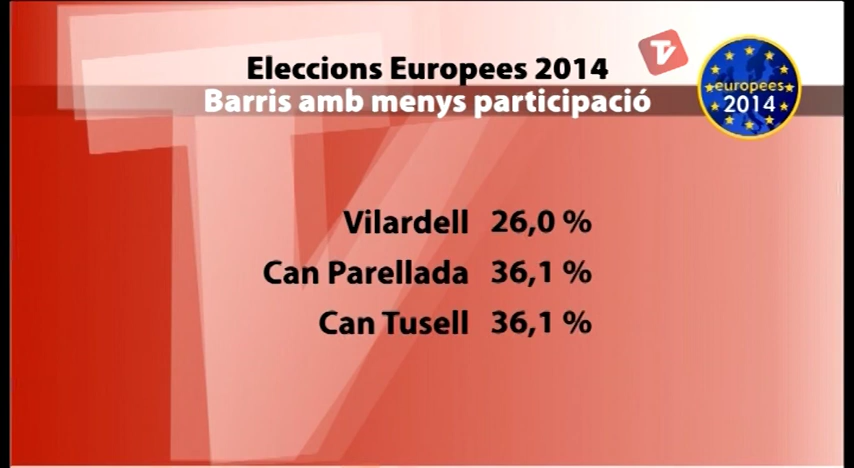 Eleccions Europees 2014
Barris amb menys participació
TV
europees
2014
Vilardell 26,0 %
Can Parellada 36,1 %
Can Tusell 36,1 %